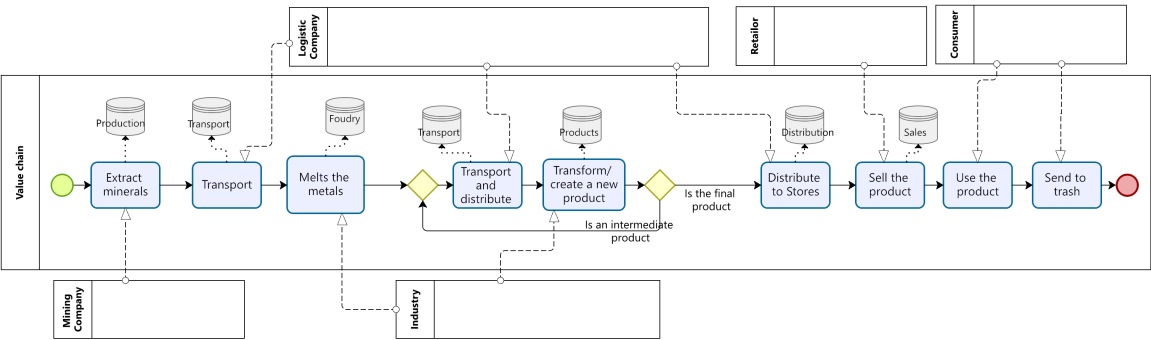 Logistic
Company
Retailor
Consumer
Value chain
Production
Transport
Foudry
Transport
Products
Distribution
Sales
Extract
minerals
Transport
Melts the
metals
Transport
and
distribute
Transform/
create a new
product
Is the final
product
Is an intermediate
product
Distribute
to Stores
Sell the
product
Use the
product
Send to
trash
Mining
Company
Industry